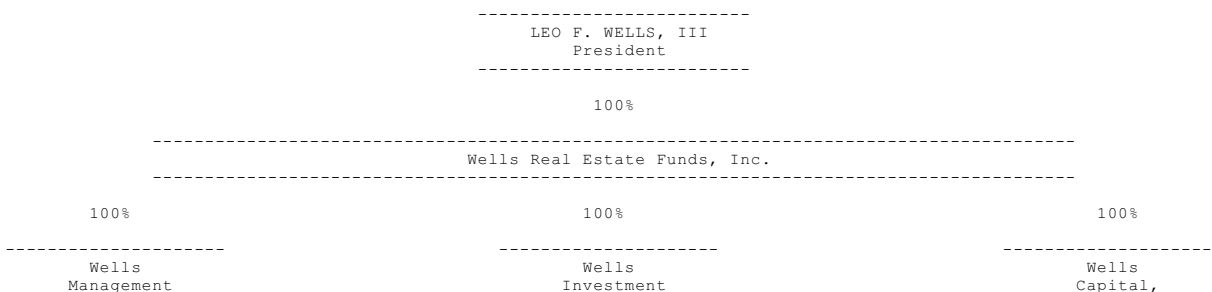 --------------------------
LEO F. WELLS, III
President
--------------------------
100%
----------------------------------------------------------------------------------------
Wells Real Estate Funds, Inc.
----------------------------------------------------------------------------------------
100% 100% 100%
--------------------- --------------------- --------------------
Wells Wells Wells
Management Investment Capital,